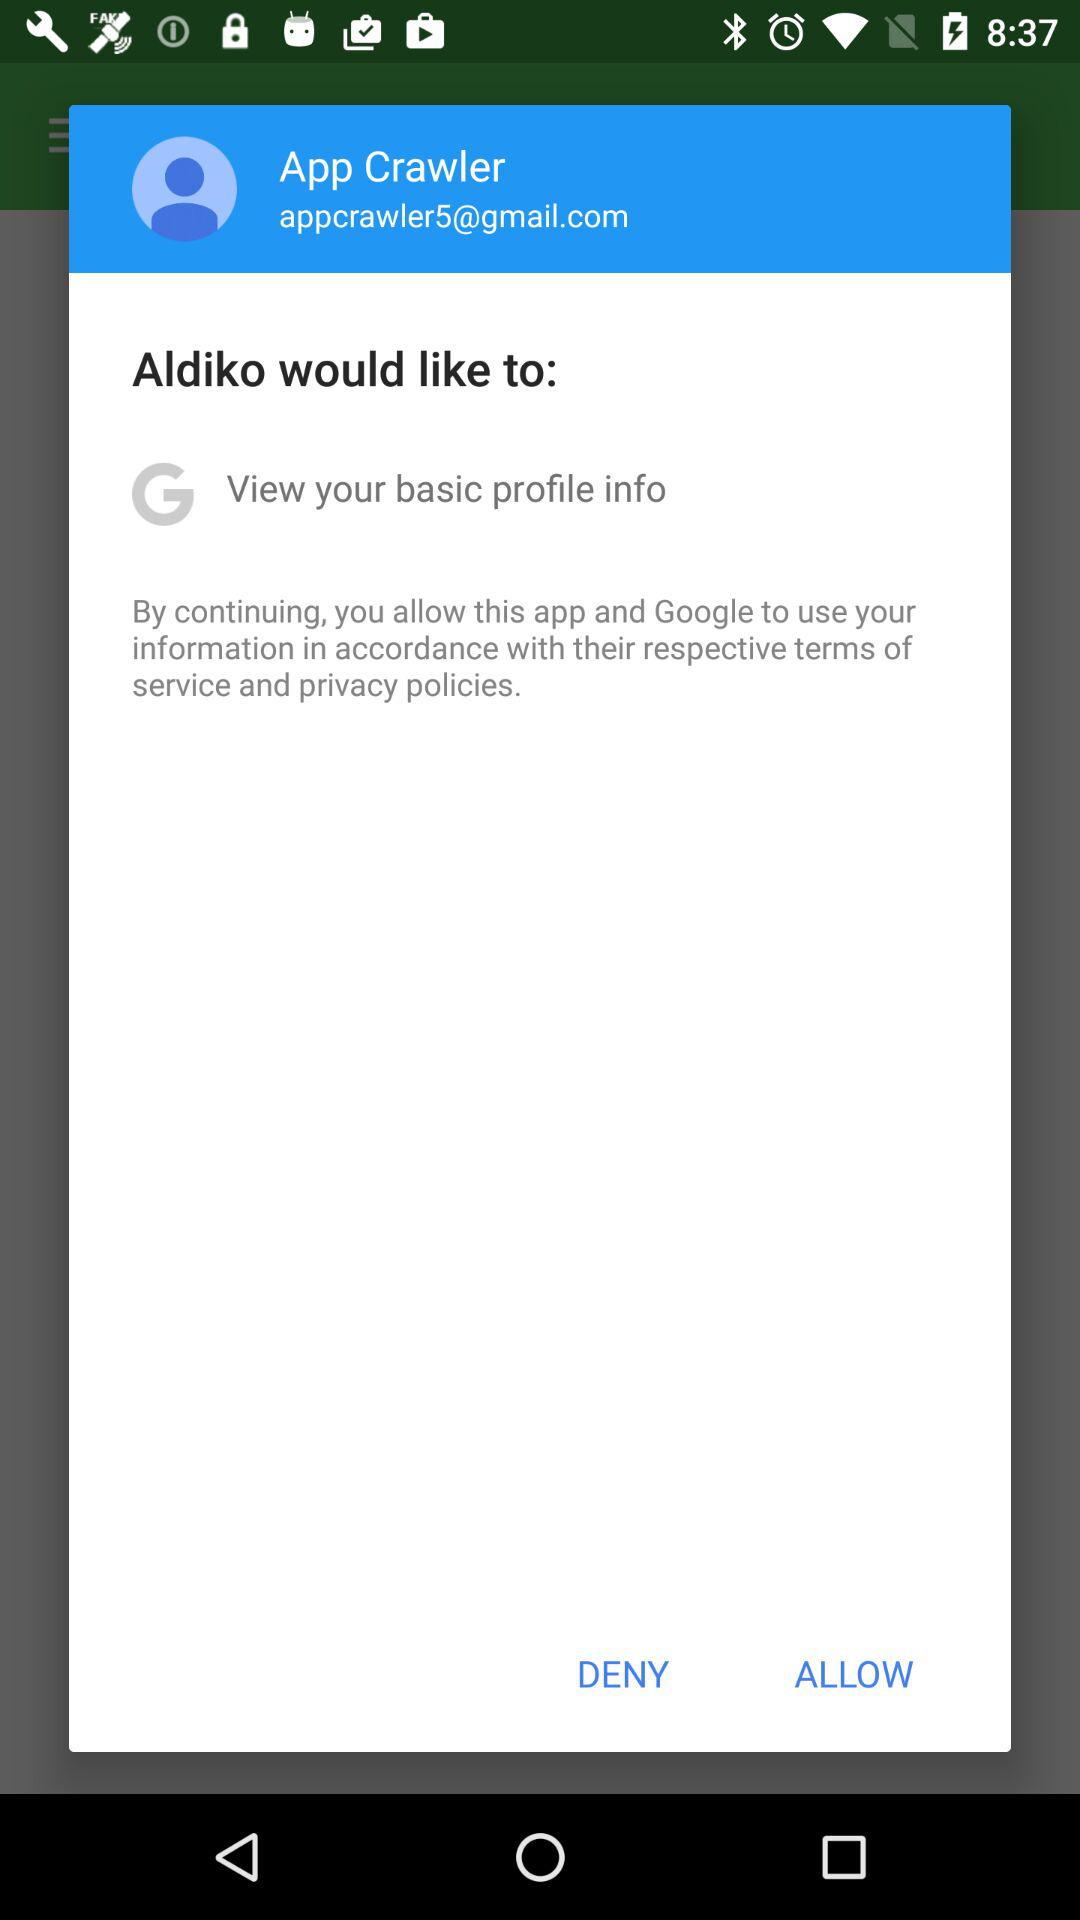 FAKE
8:37
App Crawler
appcrawler5@gmail.com
Aldiko would like to:
View your basic profile info
By continuing, you allow this app and Google to use your
information in accordance with their respective terms of
service and privacy policies.
DENY ALLOW